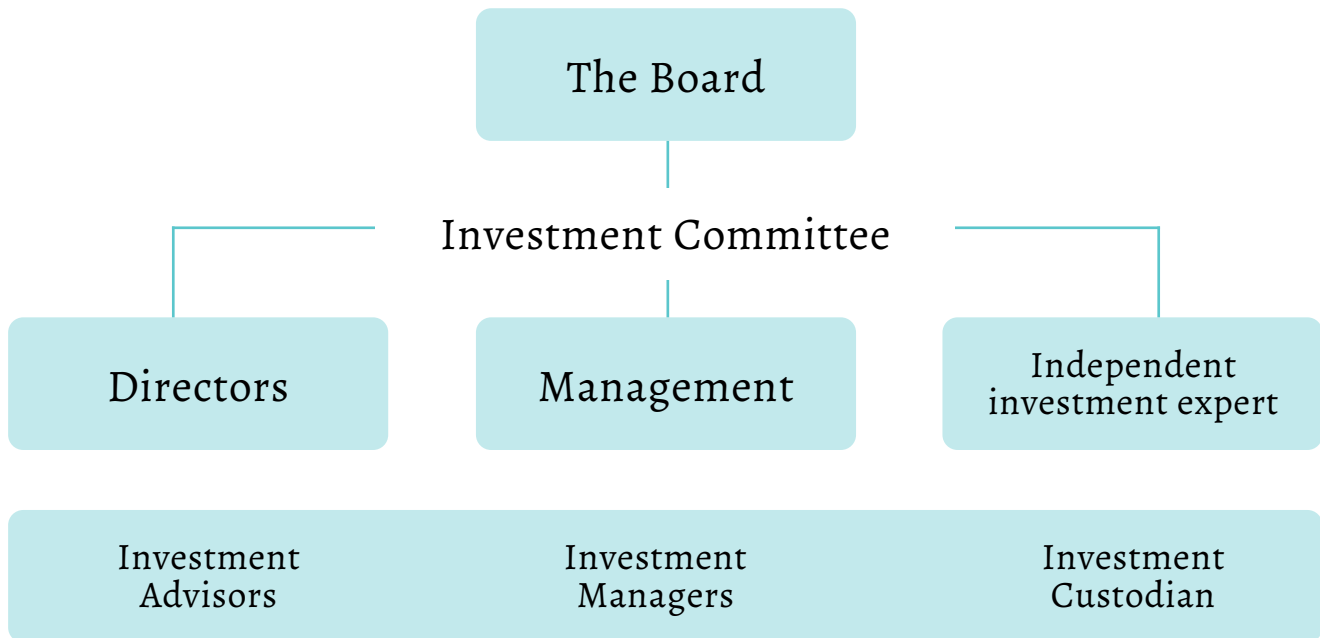 The Board
Investment Committee
Directors
Management
Independent
investment expert
Investment
Advisors
Investment
Managers
Investment
Custodian